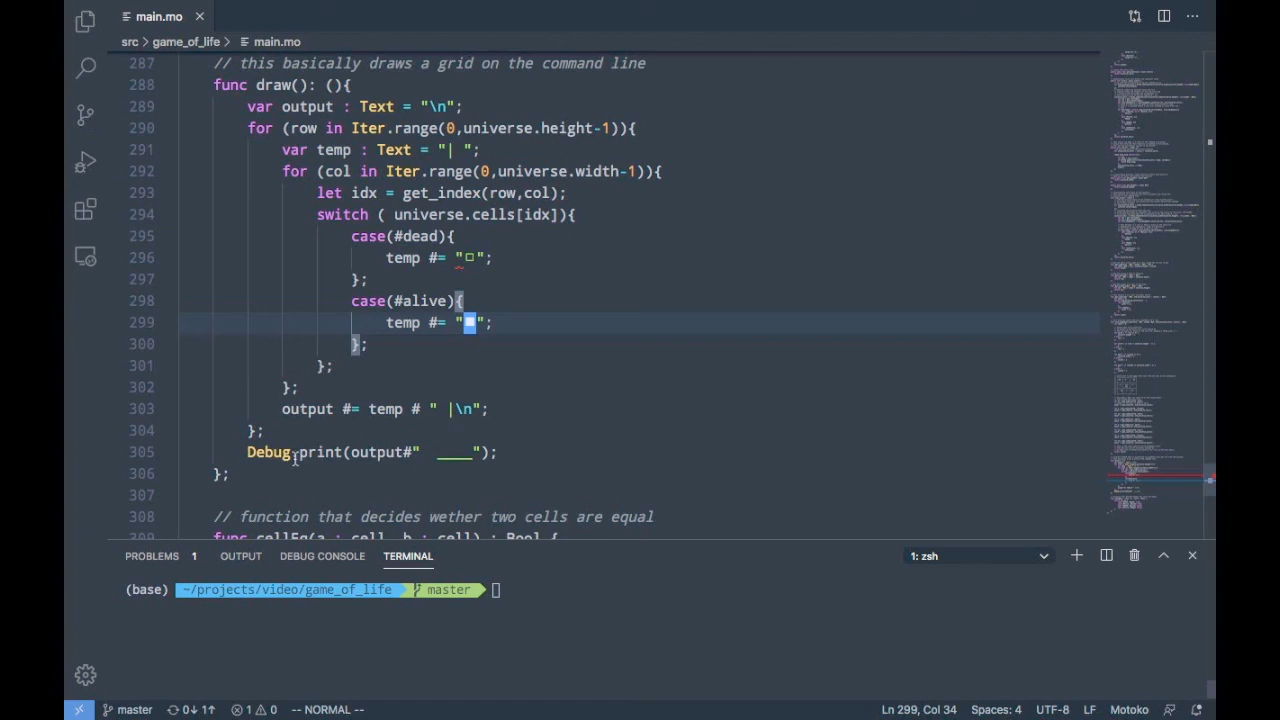 main.mo
src > game_of_life > main.mo
287 // this basically draws a grid on the command line
288 func draw(): (){
289 var output : Text = "\n";
290 for (row in Iter.range(0,universe.height-1)){
291 var temp : Text = "| ";
292 for (col in Iter.range(0,universe.width-1)){
293 let idx = get_index(row,col);
294 switch ( universe.cells[idx]){
295 case(#dead){
296 temp #= "□";
297 };
298 case(#alive){
299 temp #= "■";
300 };
301 };
302 };
303 output #= temp # " |\n";
304 };
305 Debug.print(output#" ____");
306 };
307
308 // function that decides wether two cells are equal
309 func cellEq(a : cell, b : cell) : Bool {
PROBLEMS 1 OUTPUT DEBUG CONSOLE TERMINAL 1: zsh
(base) ~/projects/video/game_of_life master
master 0↓ 1↑ 1 0 -- NORMAL -- Ln 299, Col 34 Spaces: 4 UTF-8 LF Motoko